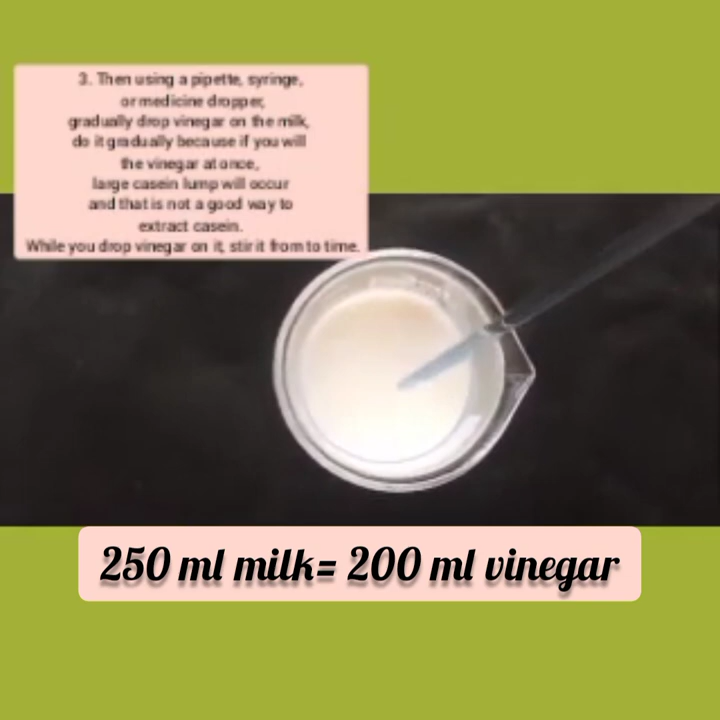 3. Then using a pipette, syringe,
or medicine dropper,
gradually drop vinegar on the milk,
do it gradually because if you will
the vinegar at once,
large casein lump will occur
and that is not a good way to
extract casein.
While you drop vinegar on it, stir it from to time.
250 ml milk= 200 ml vinegar